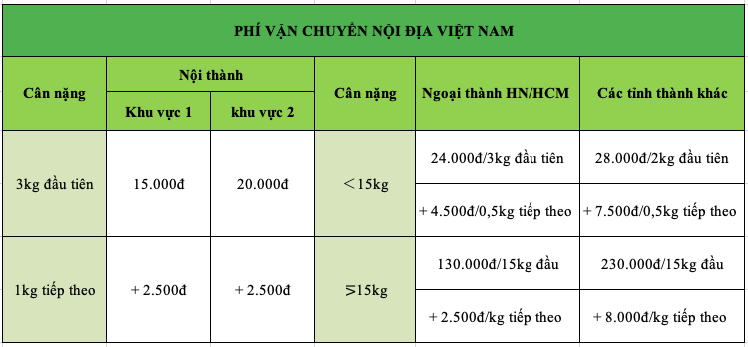 PHÍ VẬN CHUYỂN NỘI ĐỊA VIỆT NAM
Cân nặng
Nội thành
Khu vực 1
khu vực 2
Cân nặng
Ngoại thành HN/HCM
Các tỉnh thành khác
3kg đầu tiên
15.000đ
20.000đ
<15kg
24.000đ/3kg đầu tiên
28.000đ/2kg đầu tiên
+ 4.500đ/0,5kg tiếp theo
+ 7.500đ/0,5kg tiếp theo
1kg tiếp theo
+ 2.500đ
+ 2.500đ
⋝15kg
130.000đ/15kg đầu
230.000đ/15kg đầu
+ 2.500đ/kg tiếp theo
+ 8.000đ/kg tiếp theo